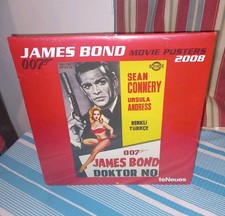 JAMES BOND MOVIE POSTERS
007 2008
SEAN
CONNERY
URSULA
ANDRESS
RENKLİ
TÜRKÇE
007
JAMES BOND
DOKTOR NO
teNeues